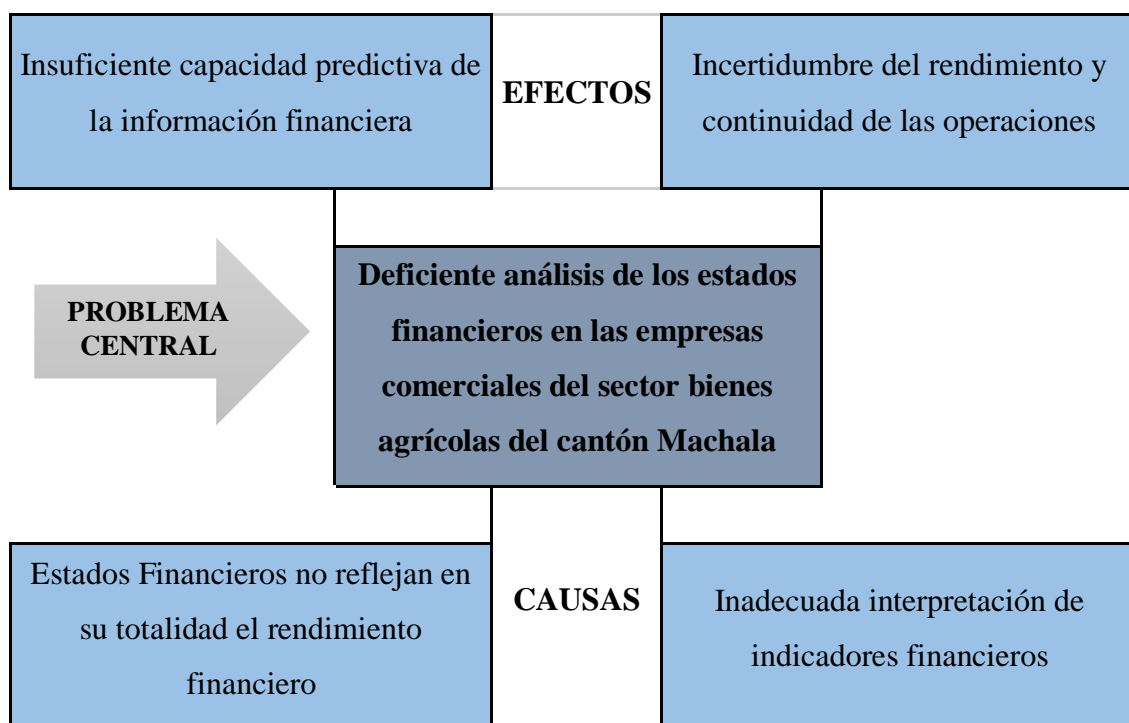 Insuficiente capacidad predictiva de
la información financiera
EFECTOS
Incertidumbre del rendimiento y
continuidad de las operaciones
PROBLEMA
CENTRAL
Deficiente análisis de los estados
financieros en las empresas
comerciales del sector bienes
agrícolas del cantón Machala
Estados Financieros no reflejan en
su totalidad el rendimiento
financiero
CAUSAS
Inadecuada interpretación de
indicadores financieros